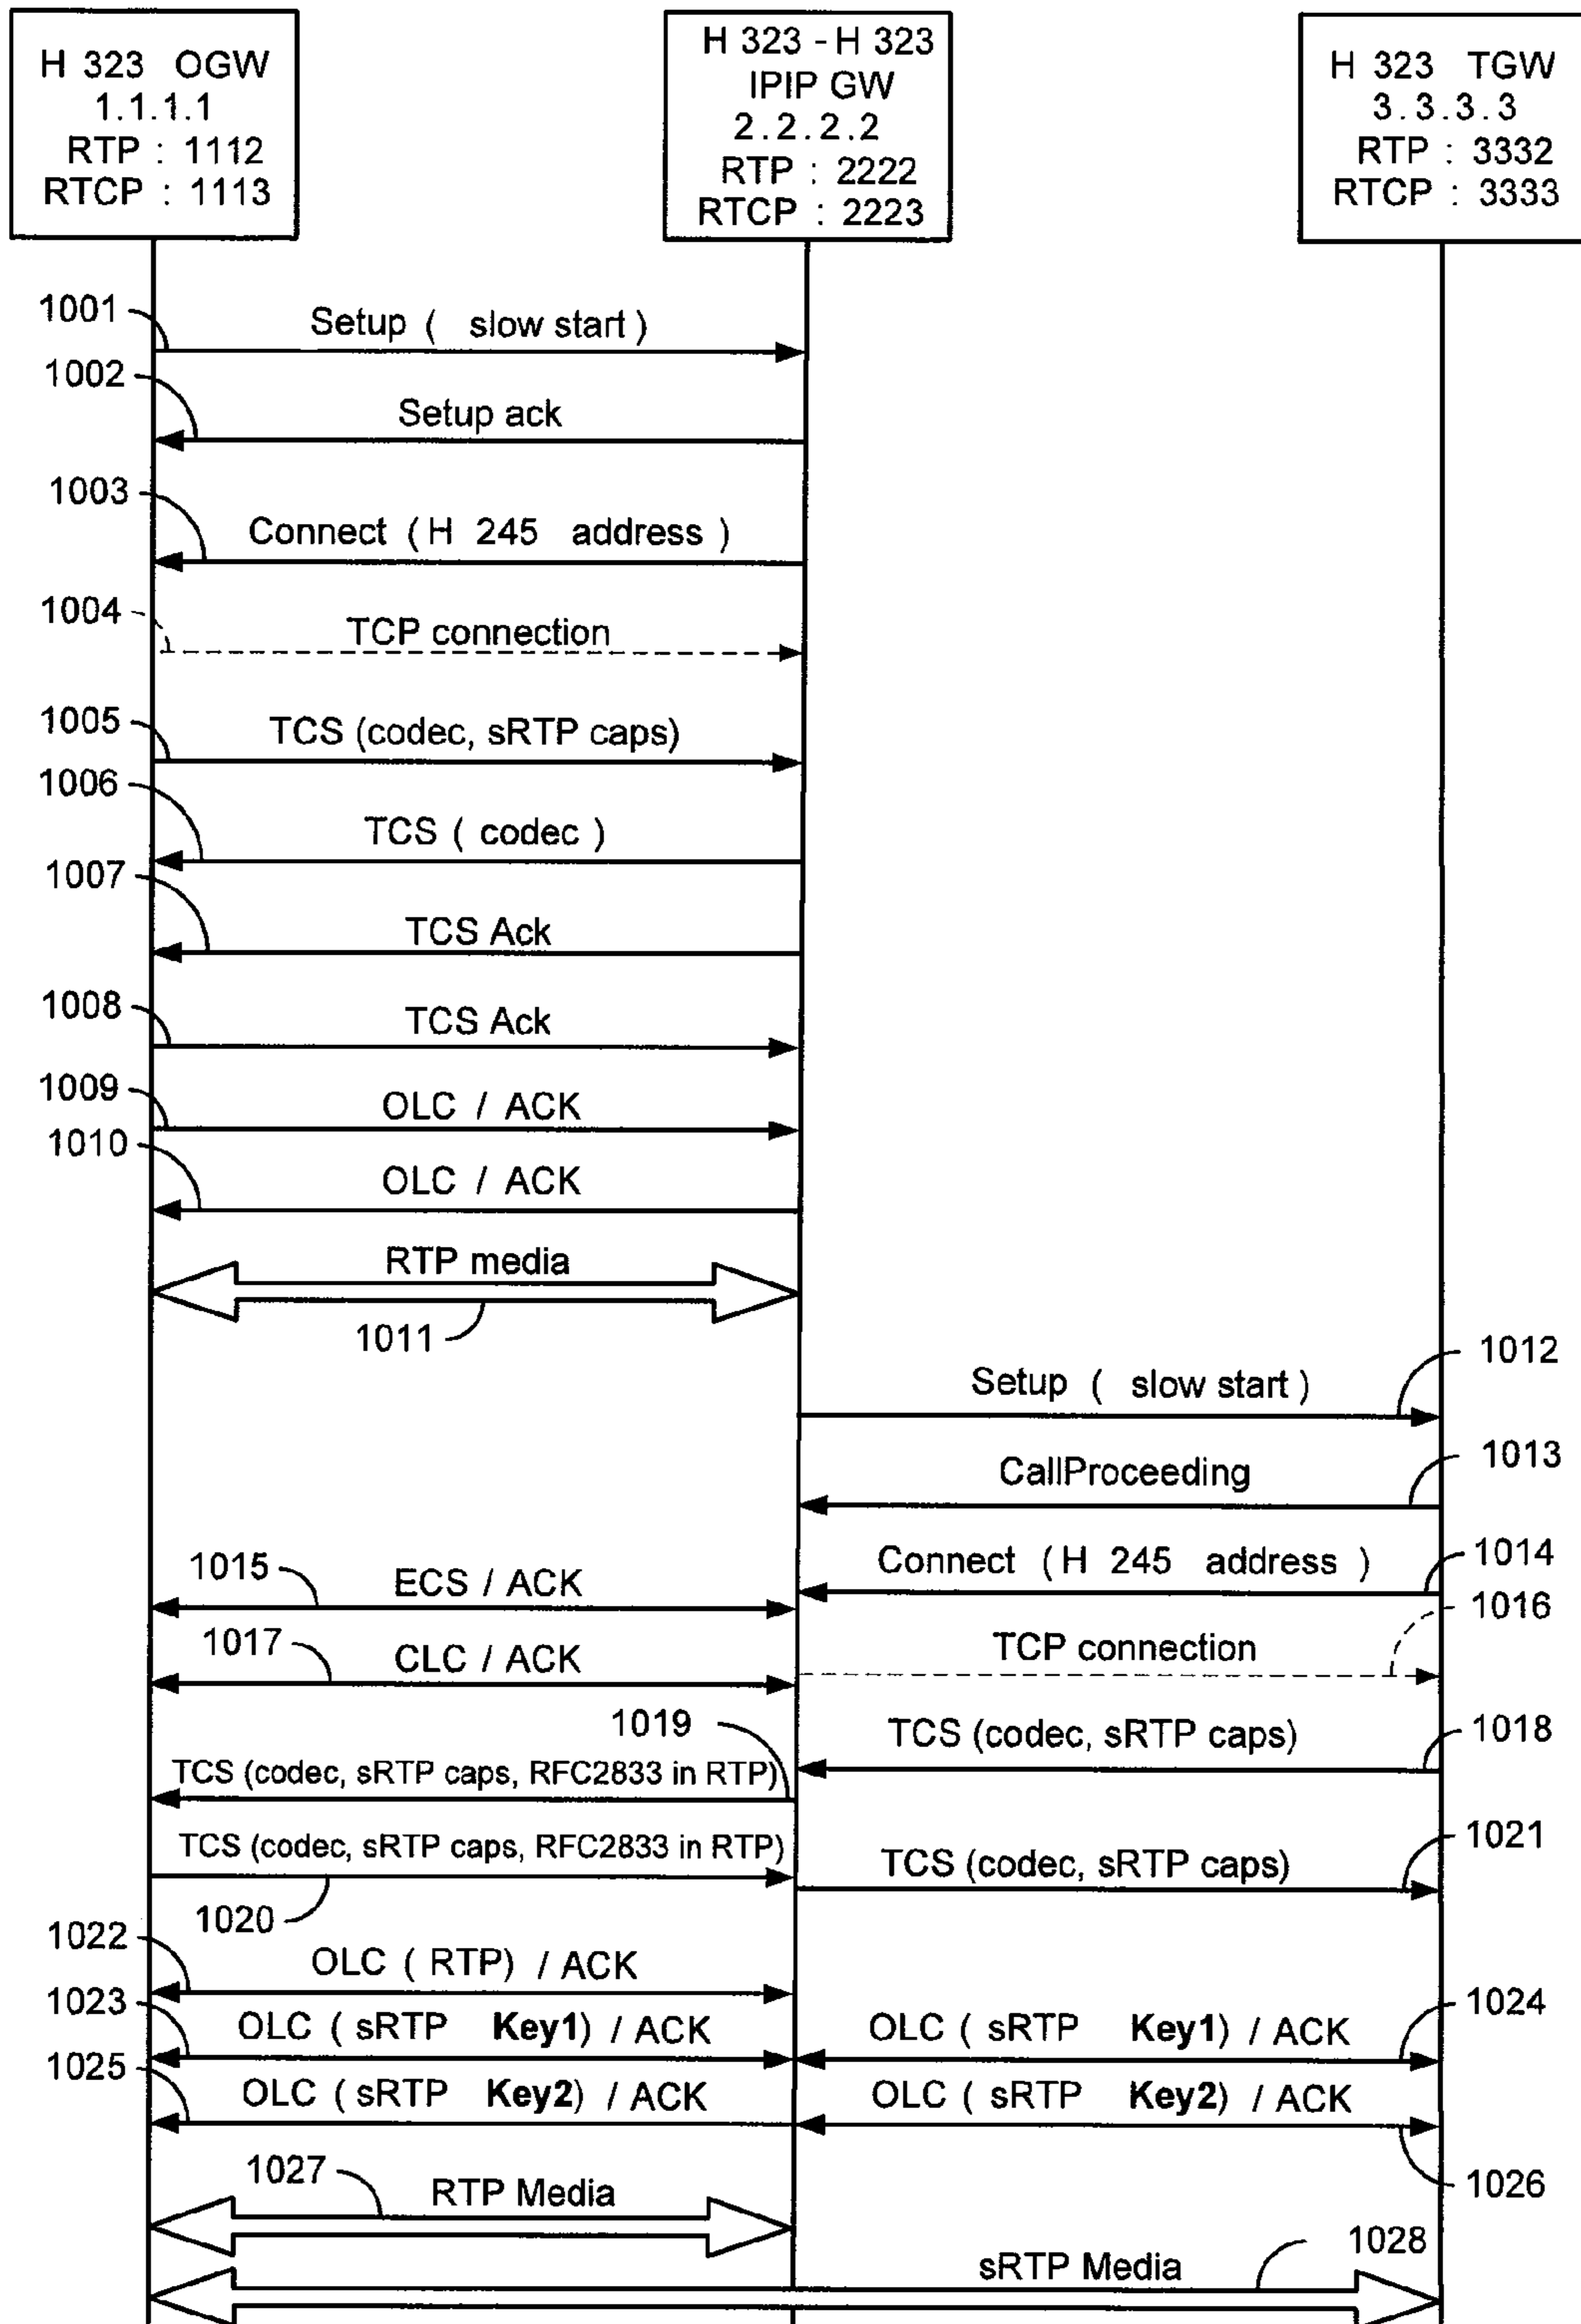 H 323 OGW
1.1.1.1
RTP : 1112
RTCP : 1113
H 323 - H 323
IPIP GW
2.2.2.2
RTP : 2222
RTCP : 2223
H 323 TGW
3.3.3.3
RTP : 3332
RTCP : 3333
1001
Setup ( slow start )
1002
Setup ack
1003
Connect ( H 245 address )
1004
TCP connection
1005
TCS (codec, sRTP caps)
1006
TCS ( codec )
1007
TCS Ack
1008
TCS Ack
1009
OLC / ACK
1010
OLC / ACK
RTP media
1011
1012
Setup ( slow start )
1013
CallProceeding
1014
Connect ( H 245 address )
1015
ECS / ACK
1016
TCP connection
1017
CLC / ACK
1018
TCS (codec, sRTP caps)
1019
TCS (codec, sRTP caps, RFC2833 in RTP)
TCS (codec, sRTP caps, RFC2833 in RTP)
1020
1021
TCS (codec, sRTP caps)
1022
OLC ( RTP) / ACK
1023
OLC ( sRTP Key1) / ACK
OLC ( sRTP Key1) / ACK
1024
1025
OLC ( sRTP Key2) / ACK
OLC ( sRTP Key2) / ACK
1026
1027
RTP Media
1028
sRTP Media